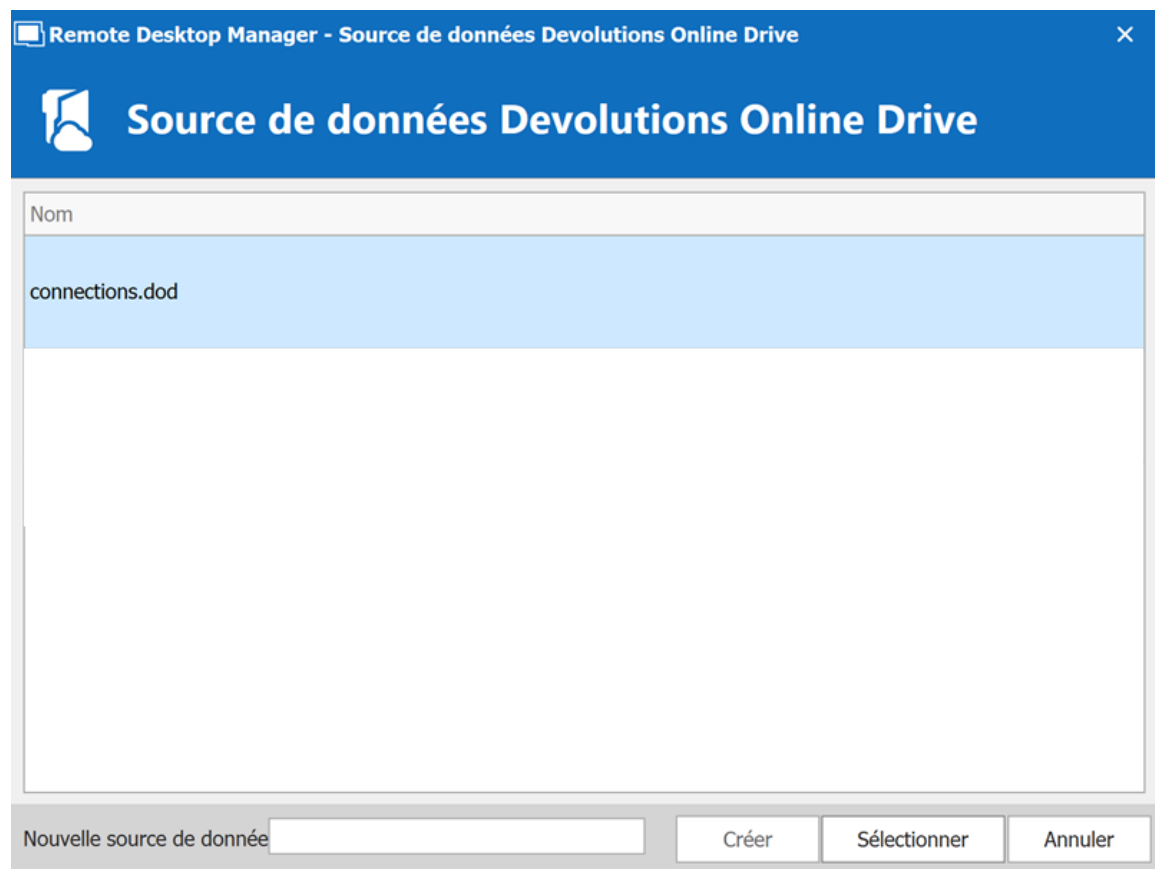 Remote Desktop Manager - Source de données Devolutions Online Drive
Source de données Devolutions Online Drive
Nom
connections.dod
Nouvelle source de donnée
Créer
Sélectionner
Annuler